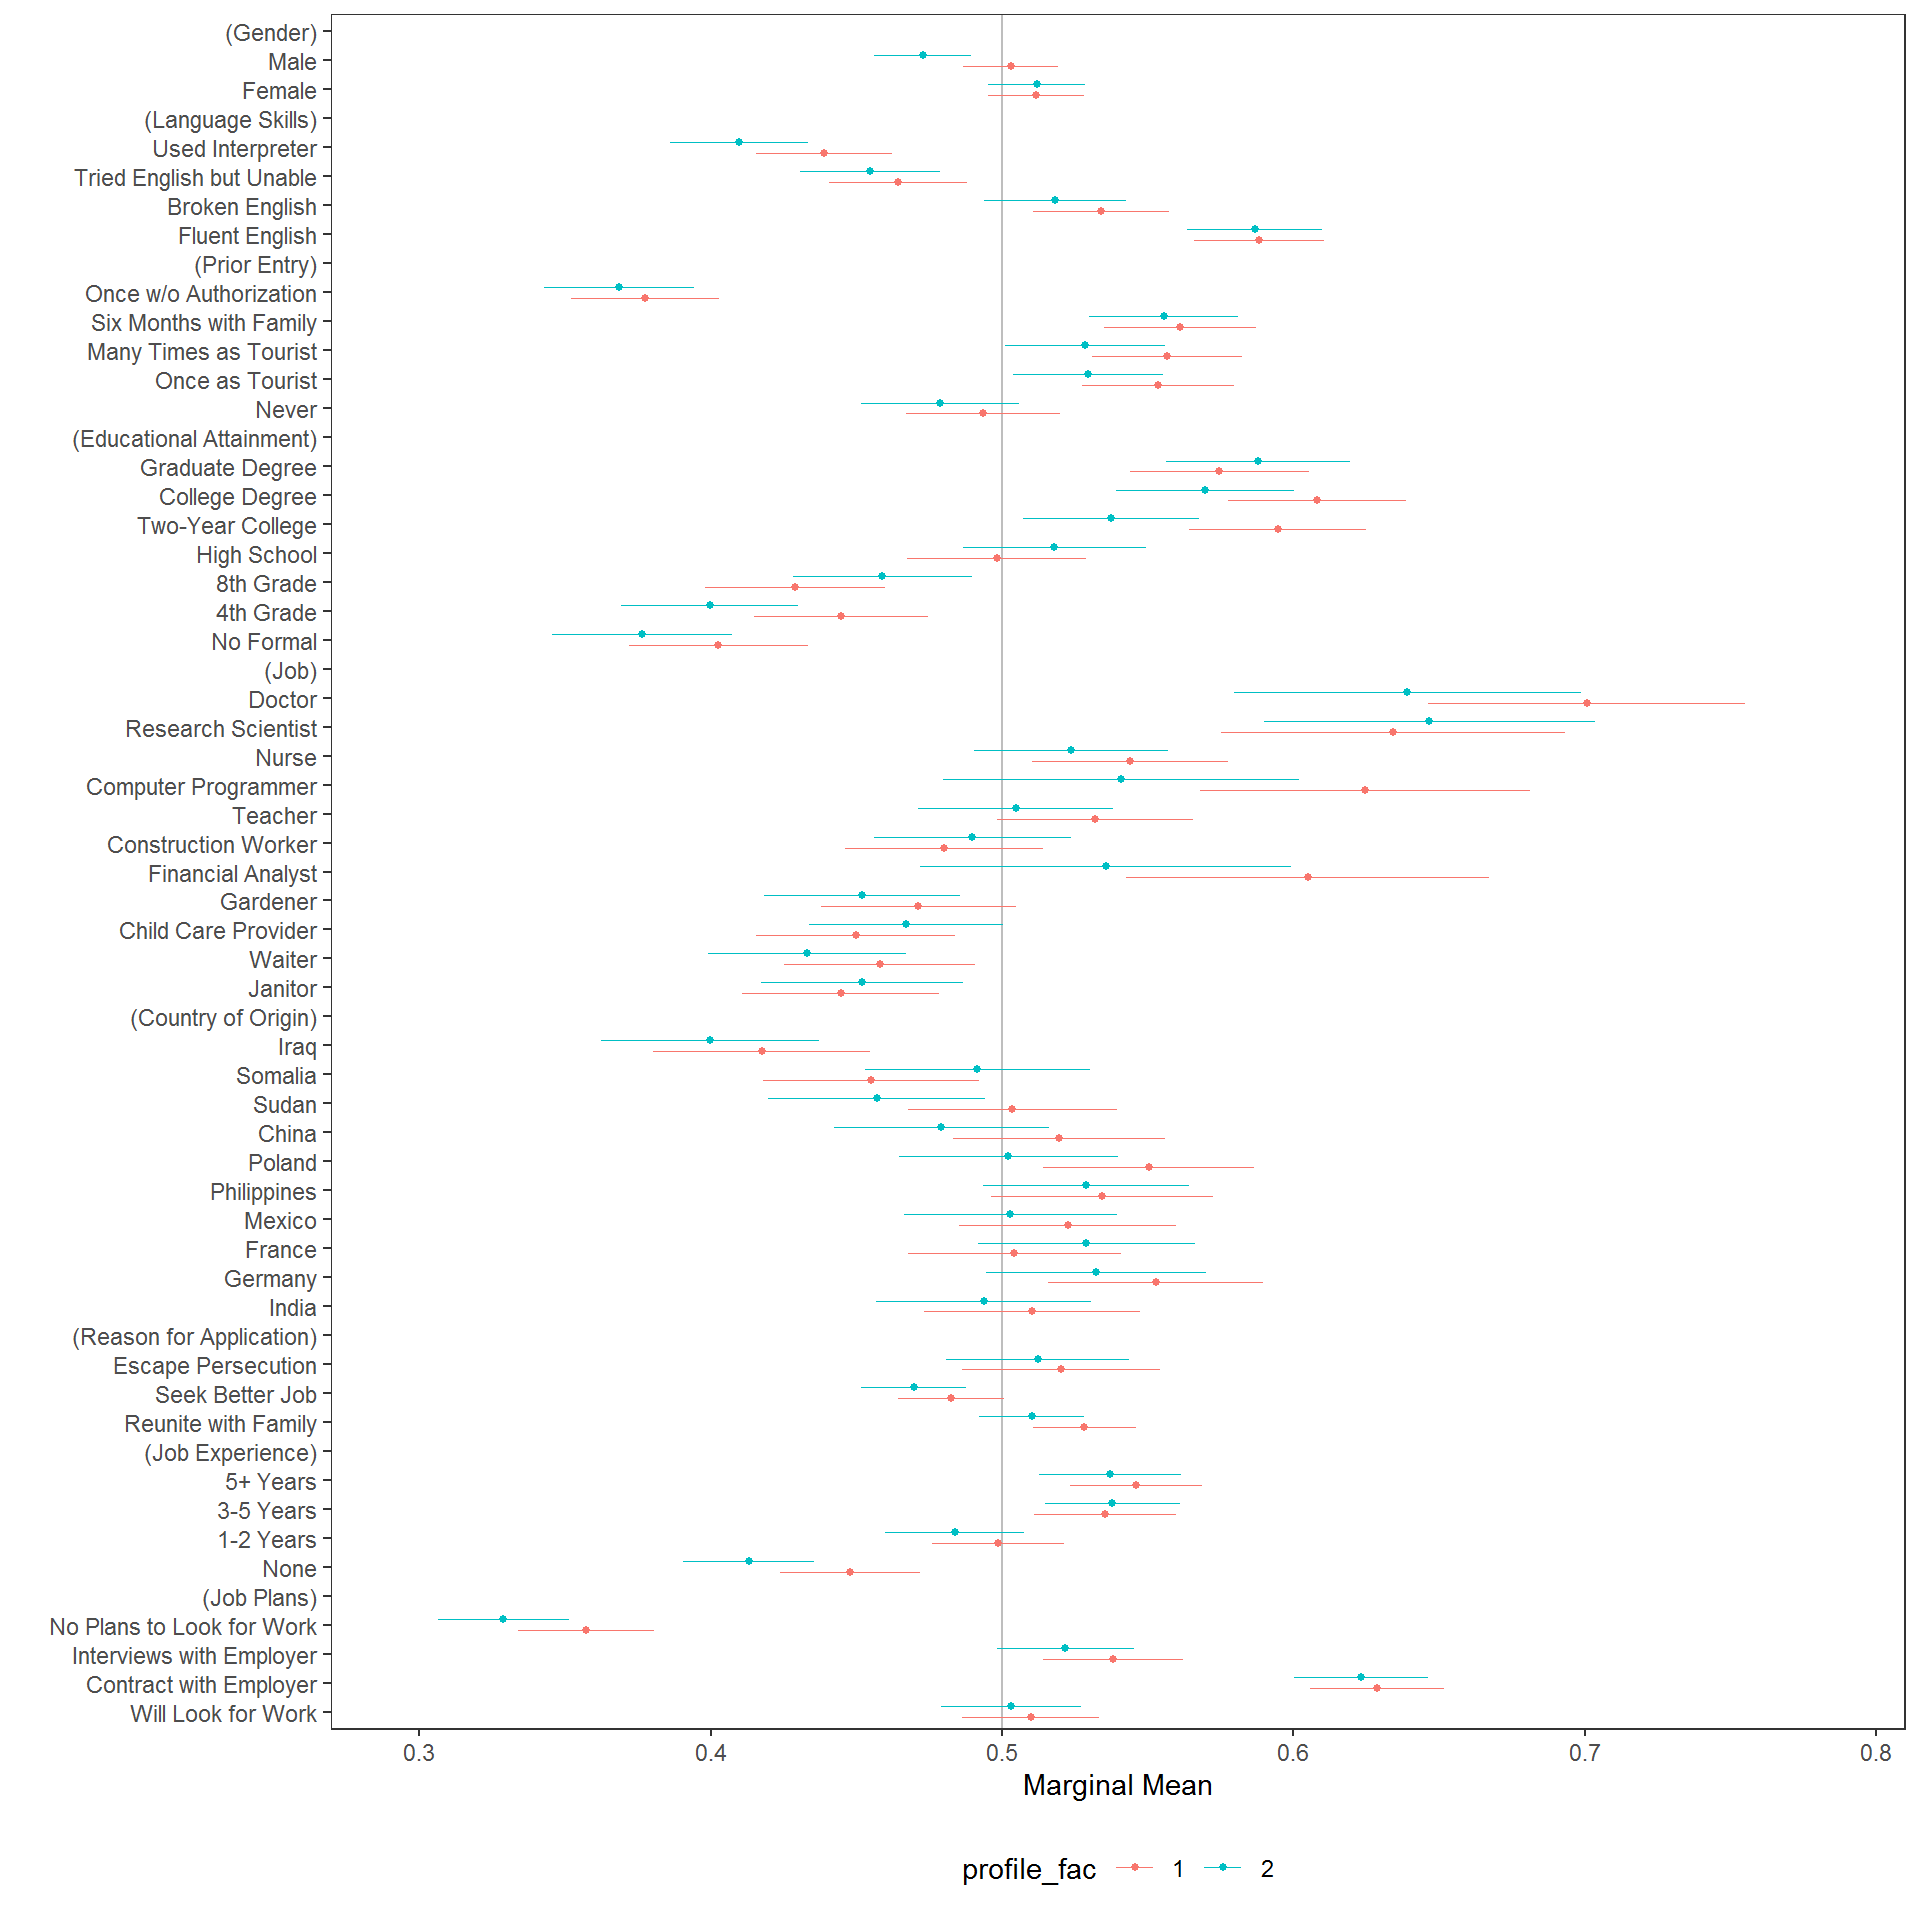 (Gender)
Male
Female
(Language Skills)
Used Interpreter
Tried English but Unable
Broken English
Fluent English
(Prior Entry)
Once w/o Authorization
Six Months with Family
Many Times as Tourist
Once as Tourist
Never
(Educational Attainment)
Graduate Degree
College Degree
Two-Year College
High School
8th Grade
4th Grade
No Formal
(Job)
Doctor
Research Scientist
Nurse
Computer Programmer
Teacher
Construction Worker
Financial Analyst
Gardener
Child Care Provider
Waiter
Janitor
(Country of Origin)
Iraq
Somalia
Sudan
China
Poland
Philippines
Mexico
France
Germany
India
(Reason for Application)
Escape Persecution
Seek Better Job
Reunite with Family
(Job Experience)
5+ Years
3-5 Years
1-2 Years
None
(Job Plans)
No Plans to Look for Work
Interviews with Employer
Contract with Employer
Will Look for Work
0.3 0.4 0.5 0.6 0.7 0.8
Marginal Mean
profile_fac 1 2